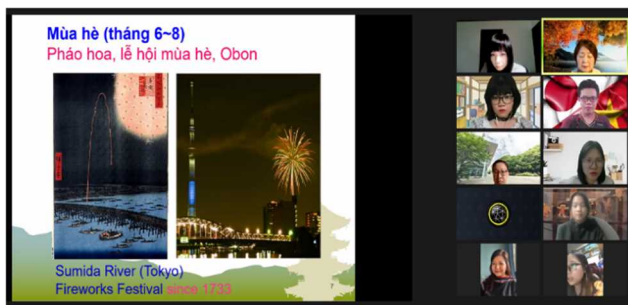 Mùa hè (tháng 6~8)
Pháo hoa, lễ hội mùa hè, Obon
Sumida River (Tokyo)
Fireworks Festival since 1733